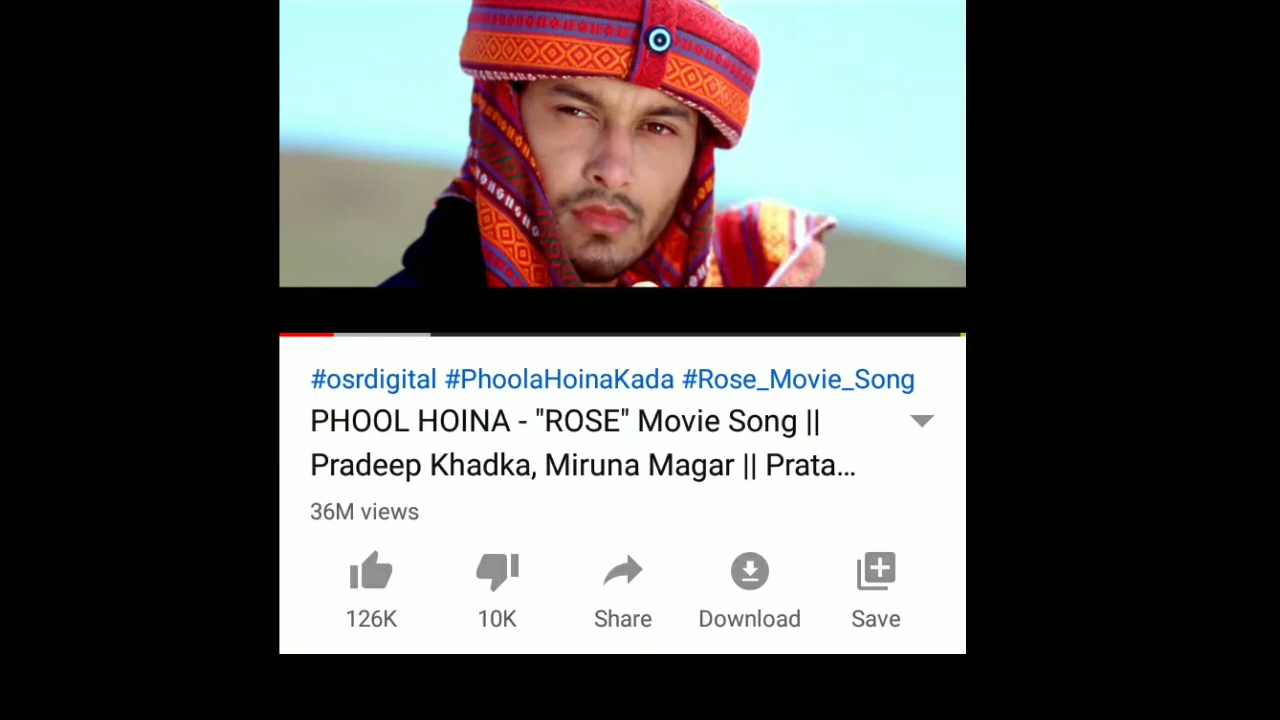 #osrdigital #PhoolaHoinaKada #Rose_Movie_Song
PHOOL HOINA - "ROSE" Movie Song ||
Pradeep Khadka, Miruna Magar || Prata...
36M views
126K 10K Share Download Save